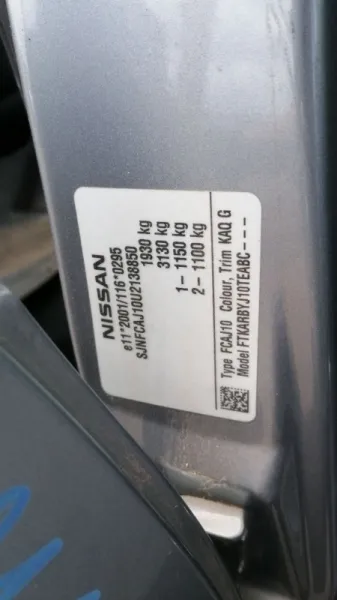 NISSAN
e11*2001/116*0295
SJNFCAJ10U2138850
1930 kg
3130 kg
1– 1150 kg
2– 1100 kg
Type FCAJ10 Colour, Trim KAQ G
Model FTKARBYJ10TEABC---